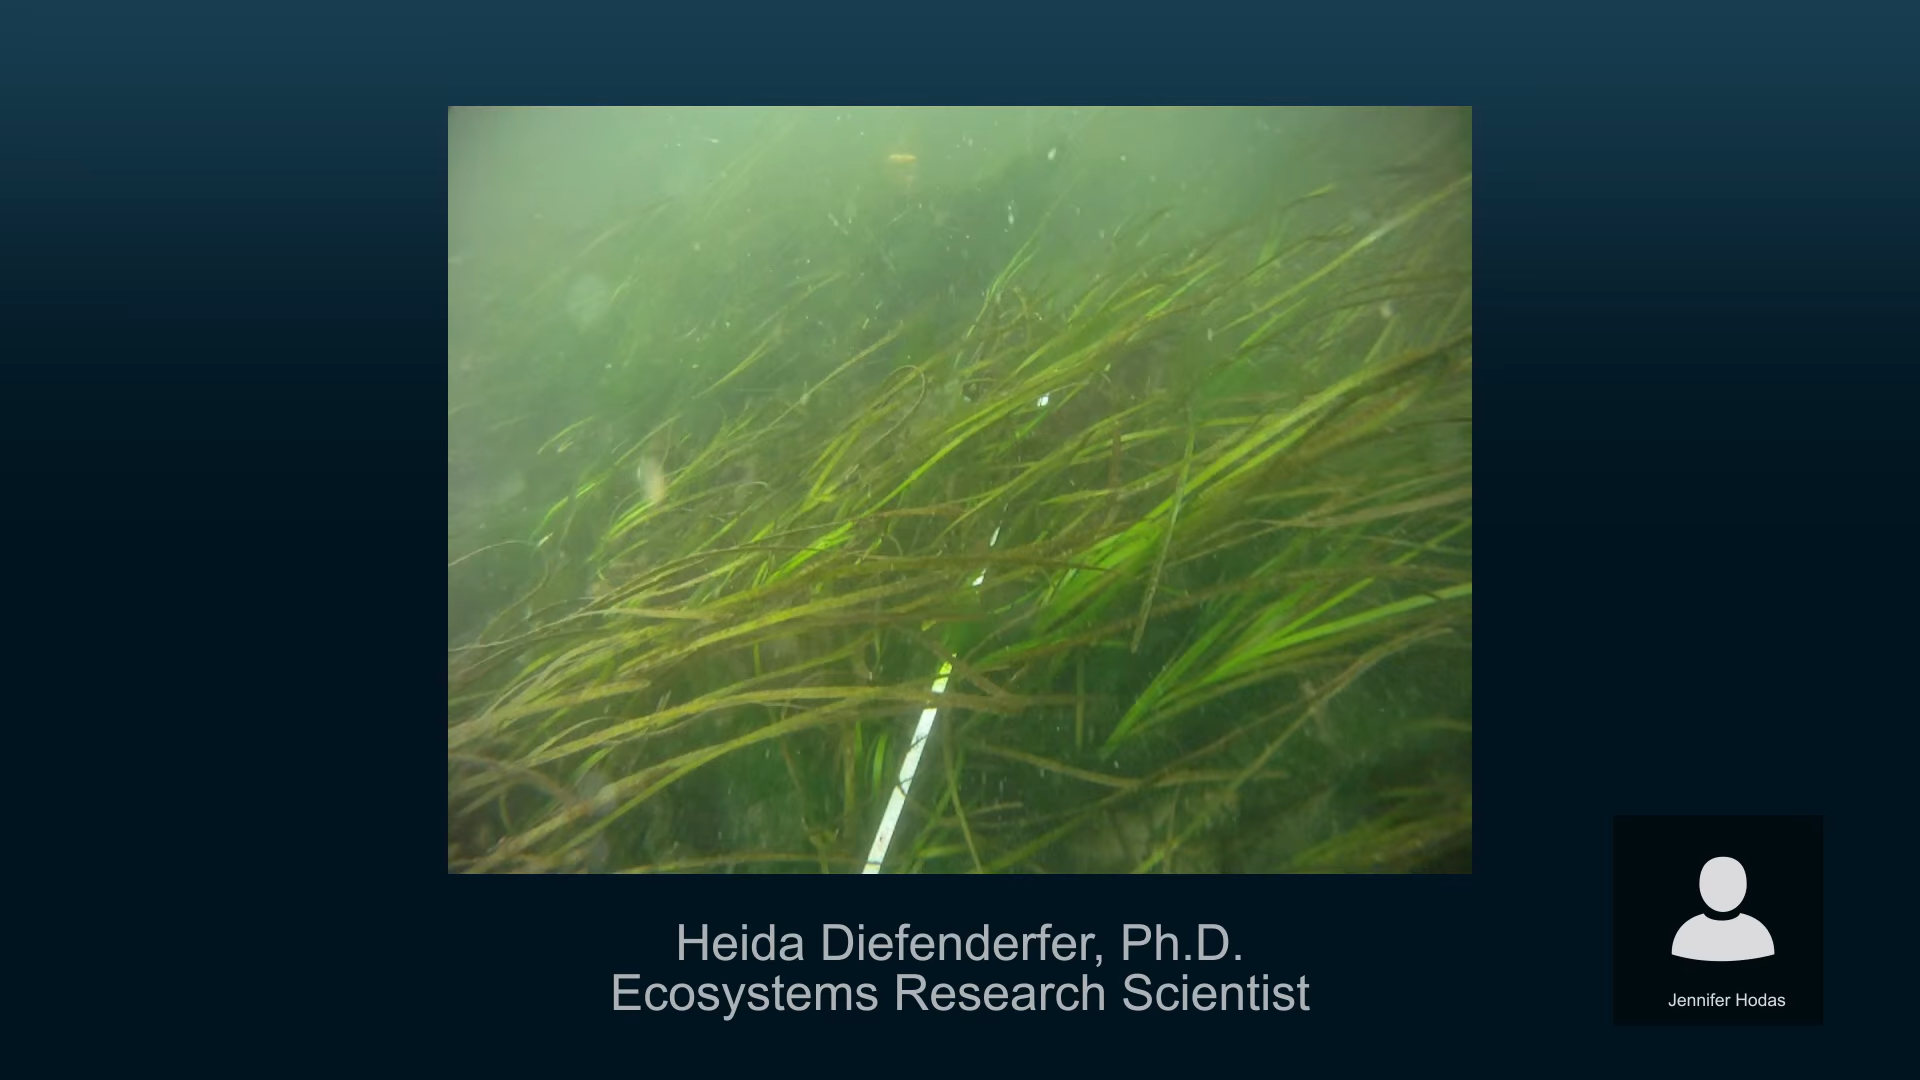 Heida Diefenderfer, Ph.D.
Ecosystems Research Scientist
Jennifer Hodas